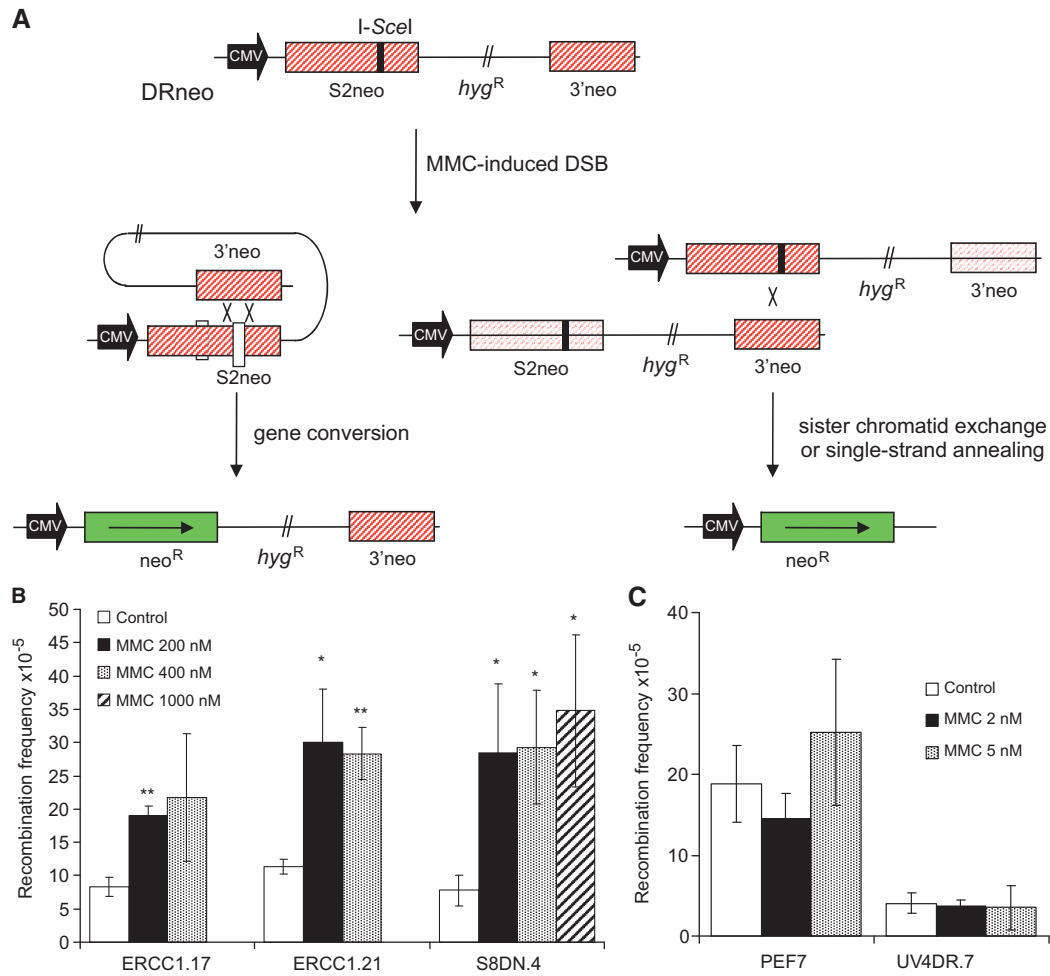 A
I-SceI
CMV
DRneo
S2neo
hygR
3'neo
MMC-induced DSB
3'neo
CMV
S2neo
CMV
hygR
3'neo
CMV
S2neo
hygR
3'neo
gene conversion
sister chromatid exchange
or single-strand annealing
CMV
neoR
hygR
3'neo
CMV
neoR
B
Recombination frequency x10-5
50
45
40
35
30
25
20
15
10
5
0
Control
MMC 200 nM
MMC 400 nM
MMC 1000 nM
**
*
**
*
*
*
ERCC1.17
ERCC1.21
S8DN.4
C
Recombination frequency x10-5
40
30
20
10
0
Control
MMC 2 nM
MMC 5 nM
PEF7
UV4DR.7